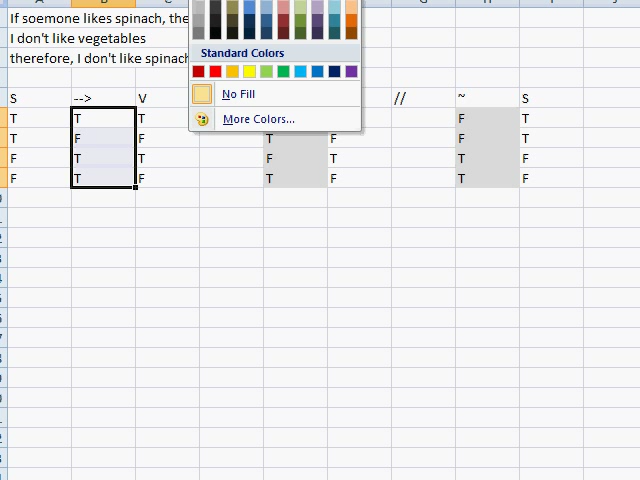 If soemone likes spinach, the
I don't like vegetables
therefore, I don't like spinach
Standard Colors
No Fill
More Colors...
S --> V // ~ S
T T T F T
T F F T F F T
F T T F T T F
F T F T F T F